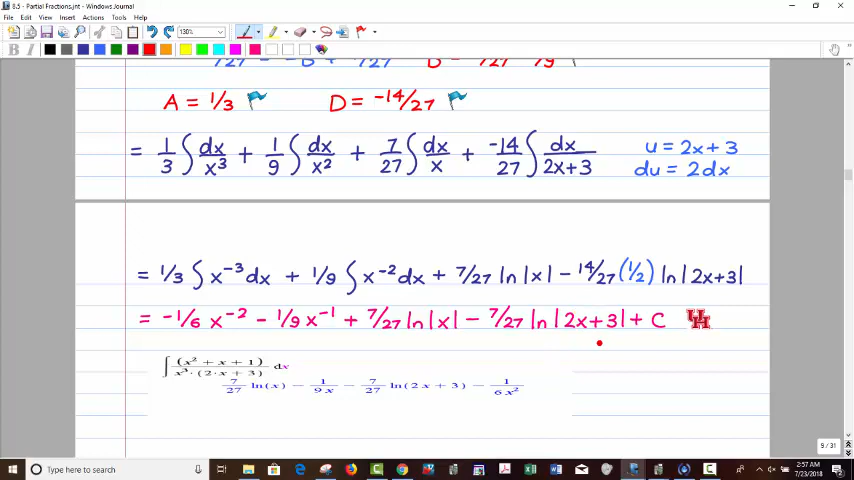 8.5 - Partial Fractions.jnt - Windows Journal
File Edit View Insert Actions Tools Help
130%
B I
A = 1/3 D = -14/27
= 1/3 ∫ dx/x³ + 1/9 ∫ dx/x² + 7/27 ∫ dx/x + -14/27 ∫ dx/2x+3 u = 2x+3
du = 2dx
= 1/3 ∫ x⁻³dx + 1/9 ∫ x⁻²dx + 7/27 ln|x| - 14/27 (1/2) ln|2x+3|
= -1/6 x⁻² - 1/9 x⁻¹ + 7/27 ln|x| - 7/27 ln|2x+3| + C UH
∫ (x² + x + 1)/x³·(2·x + 3) dx
7/27 ln(x) - 1/9x - 7/27 ln(2x + 3) - 1/6x²
9 / 31
Type here to search
2:57 AM
7/23/2018